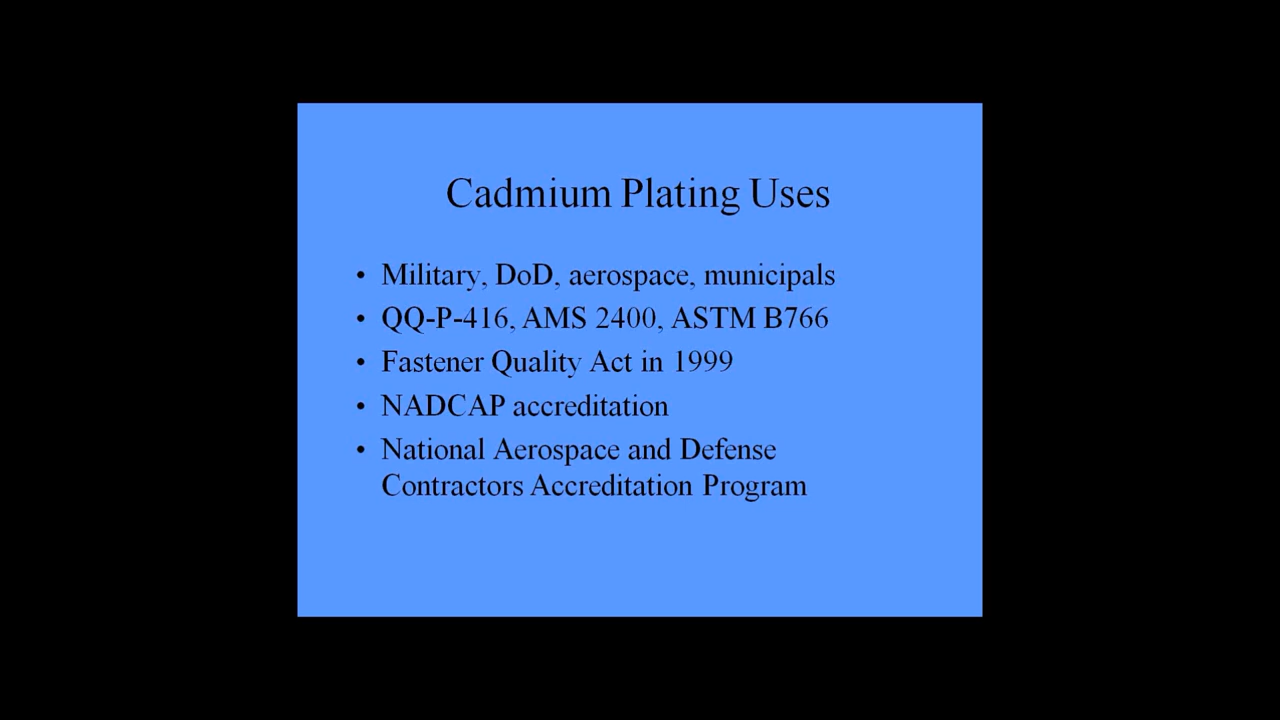 Cadmium Plating Uses
• Military, DoD, aerospace, municipals
• QQ-P-416, AMS 2400, ASTM B766
• Fastener Quality Act in 1999
• NADCAP accreditation
• National Aerospace and Defense
Contractors Accreditation Program